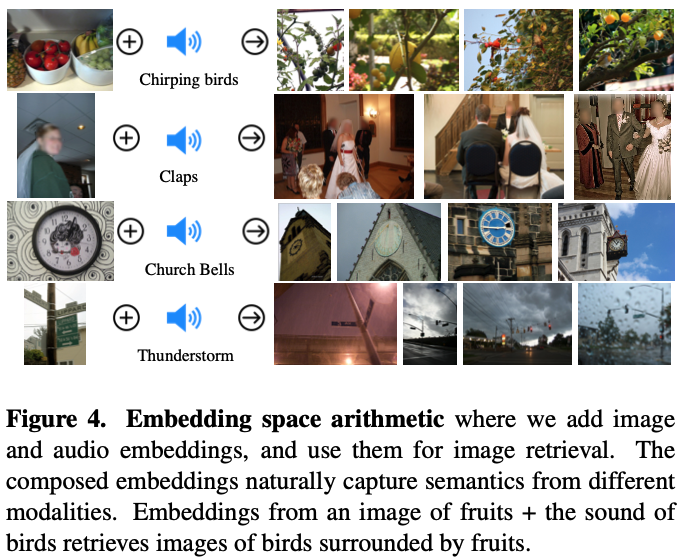 Chirping birds
Claps
Church Bells
Thunderstorm
Figure 4. Embedding space arithmetic where we add image
and audio embeddings, and use them for image retrieval. The
composed embeddings naturally capture semantics from different
modalities. Embeddings from an image of fruits + the sound of
birds retrieves images of birds surrounded by fruits.